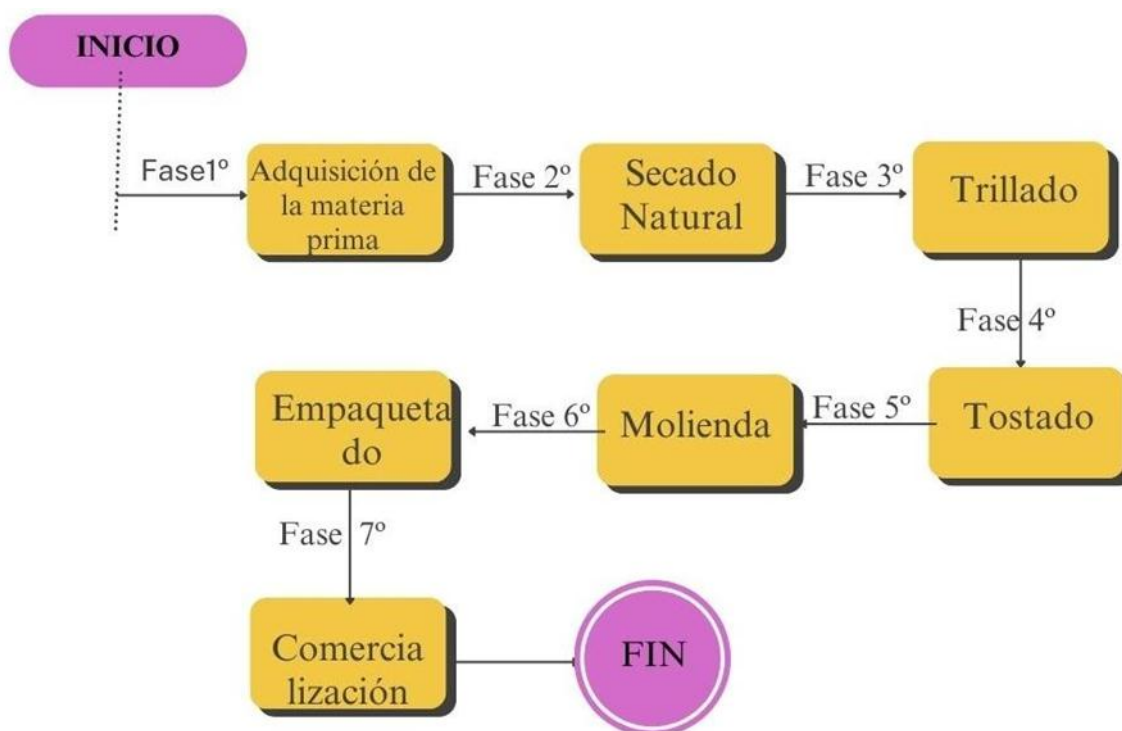 INICIO
Fase1º
Adquisición de
la materia
prima
Fase 2º
Secado
Natural
Fase 3º
Trillado
Fase 4º
Tostado
Fase 5º
Molienda
Fase 6º
Empaqueta
do
Fase 7º
Comercia
lización
FIN